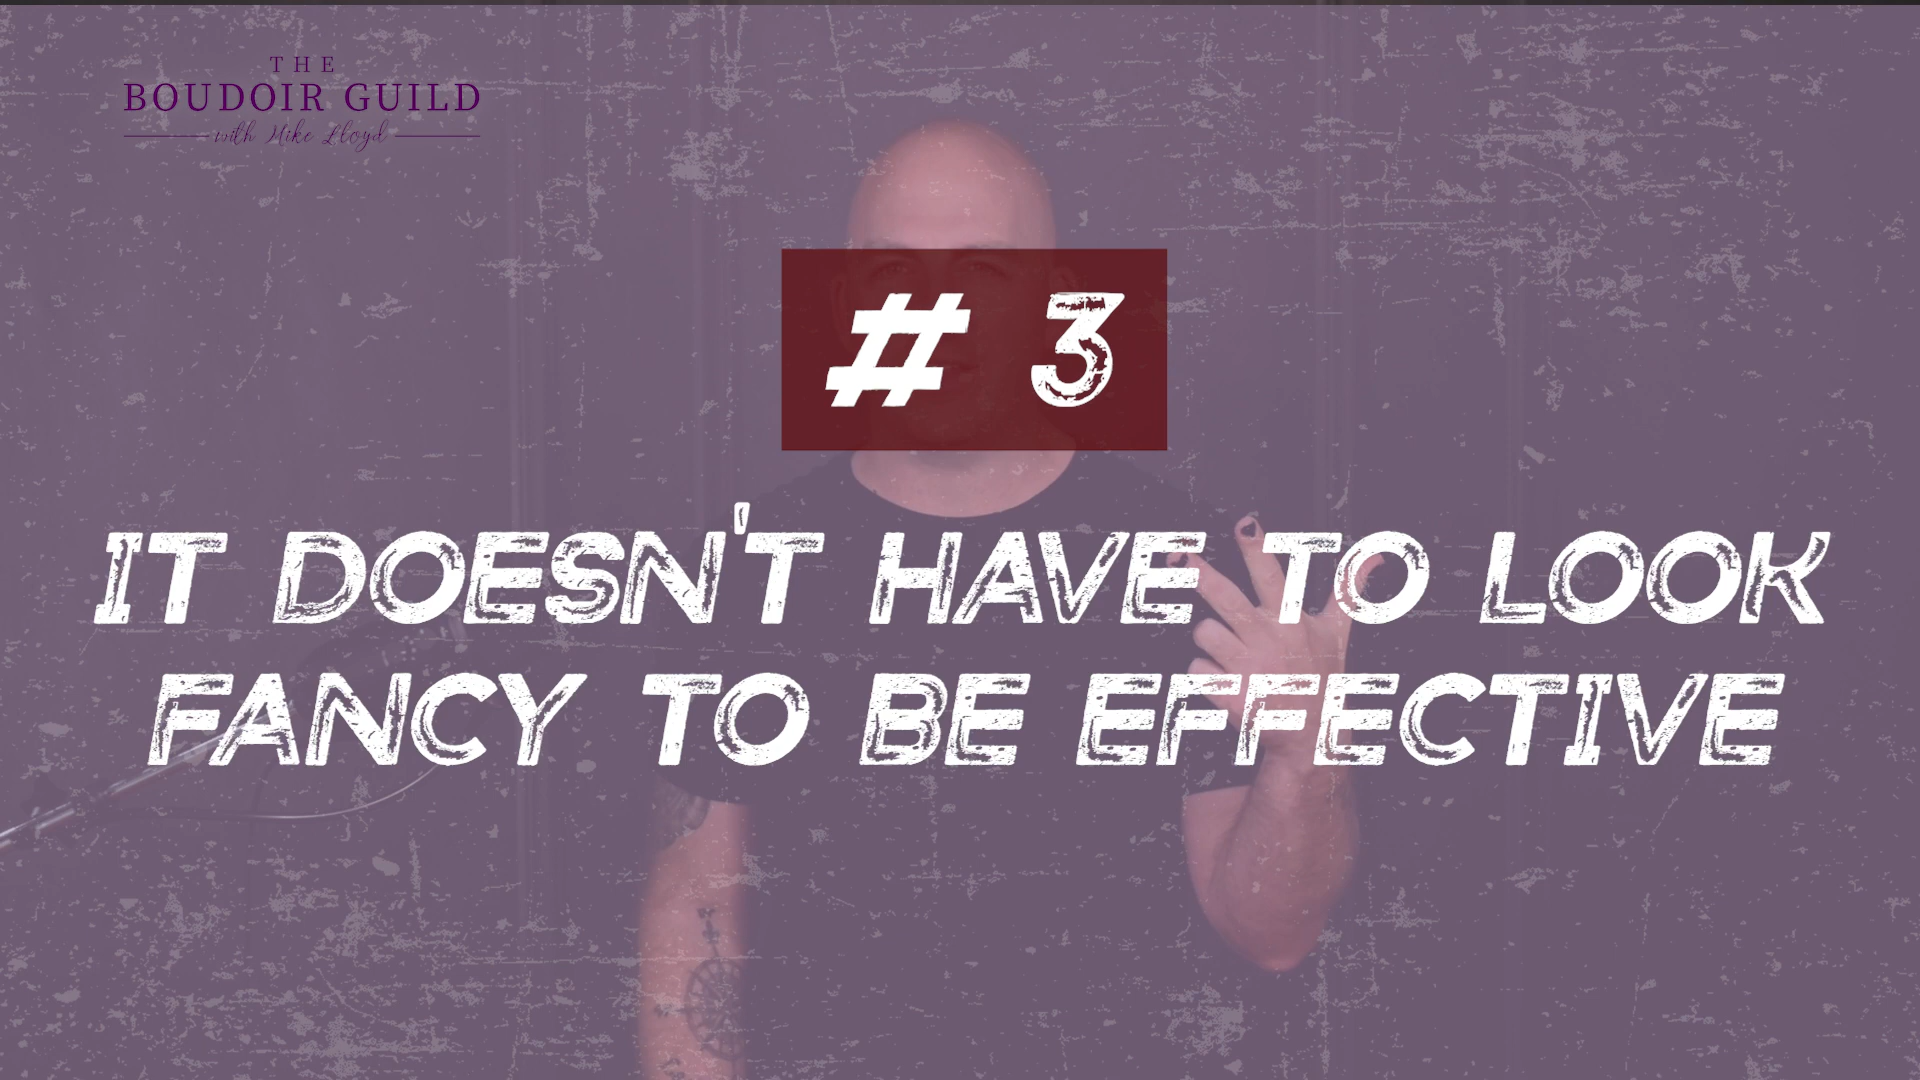 THE
BOUDOIR GUILD
with Mike Lloyd
# 3
IT DOESN'T HAVE TO LOOK
FANCY TO BE EFFECTIVE